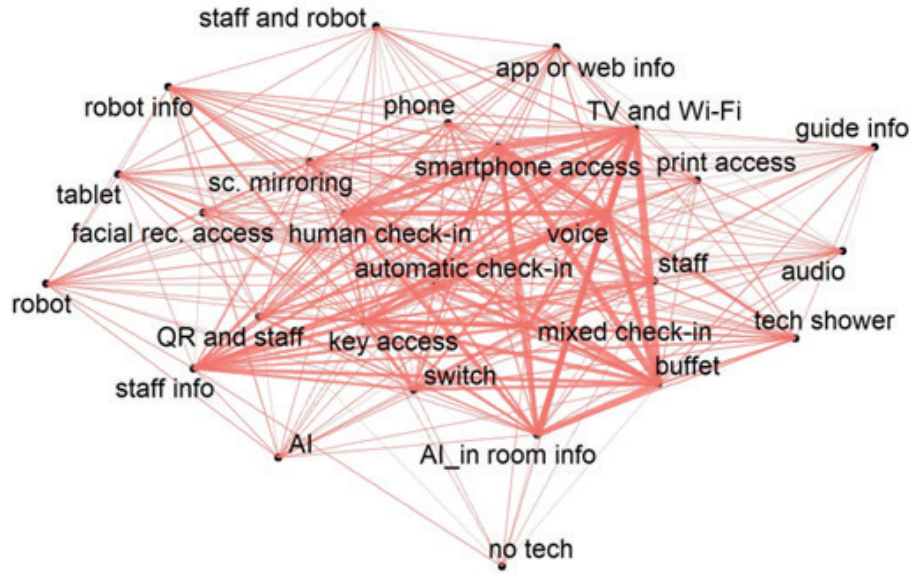 staff and robot
app or web info
robot info
phone
TV and Wi-Fi
guide info
smartphone access
print access
tablet
sc. mirroring
facial rec. access
human check-in
voice
automatic check-in
staff
audio
robot
QR and staff
key access
mixed check-in
tech shower
staff info
switch
buffet
AI
AI_in room info
no tech